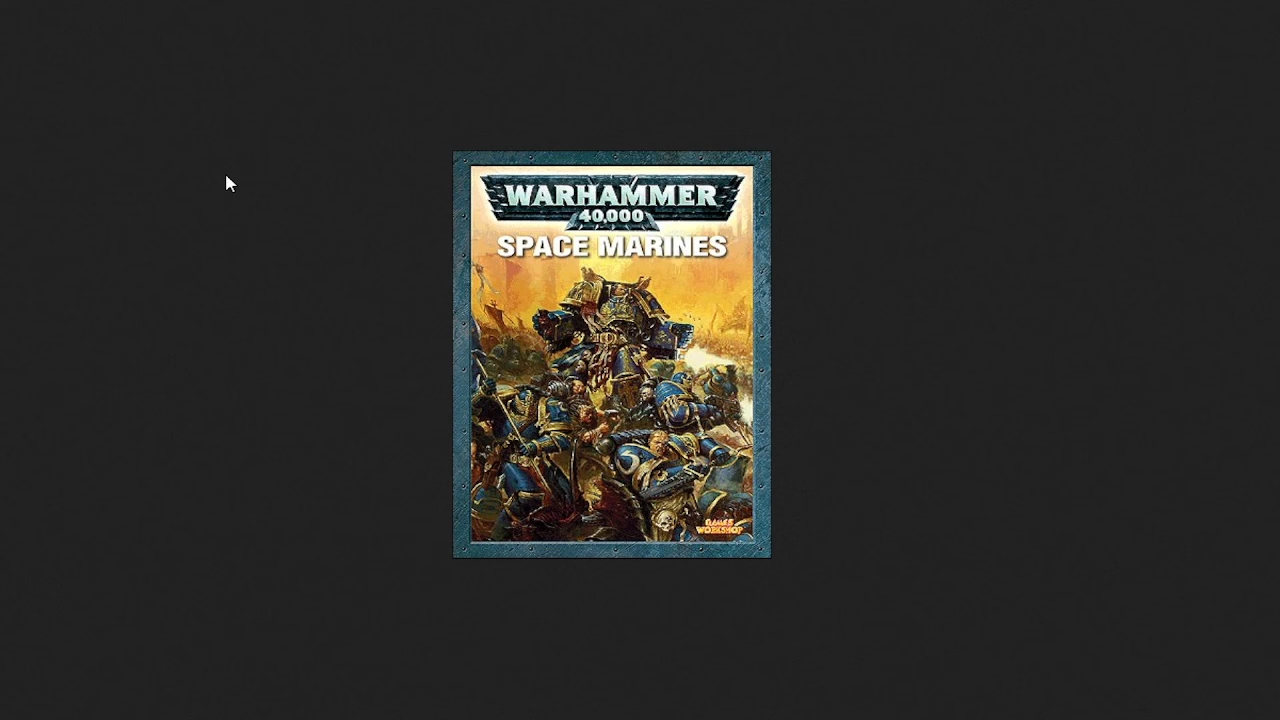 WARHAMMER
40,000
SPACE MARINES
GAMES
WORKSHOP